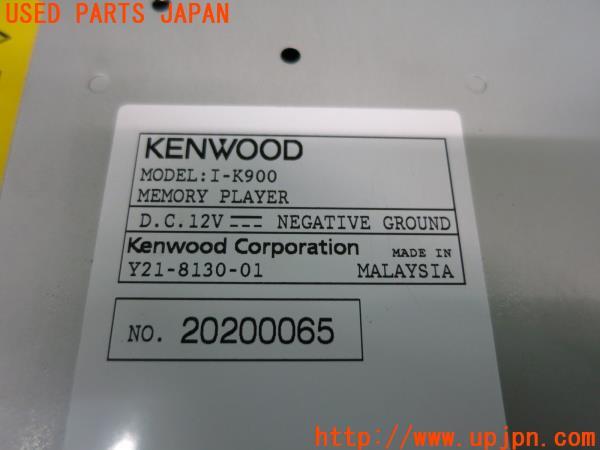 USED PARTS JAPAN
KENWOOD
MODEL:I-K900
MEMORY PLAYER
D.C.12V NEGATIVE GROUND
Kenwood Corporation MADE IN
Y21-8130-01 MALAYSIA
NO. 20200065
http://www.upjpn.com